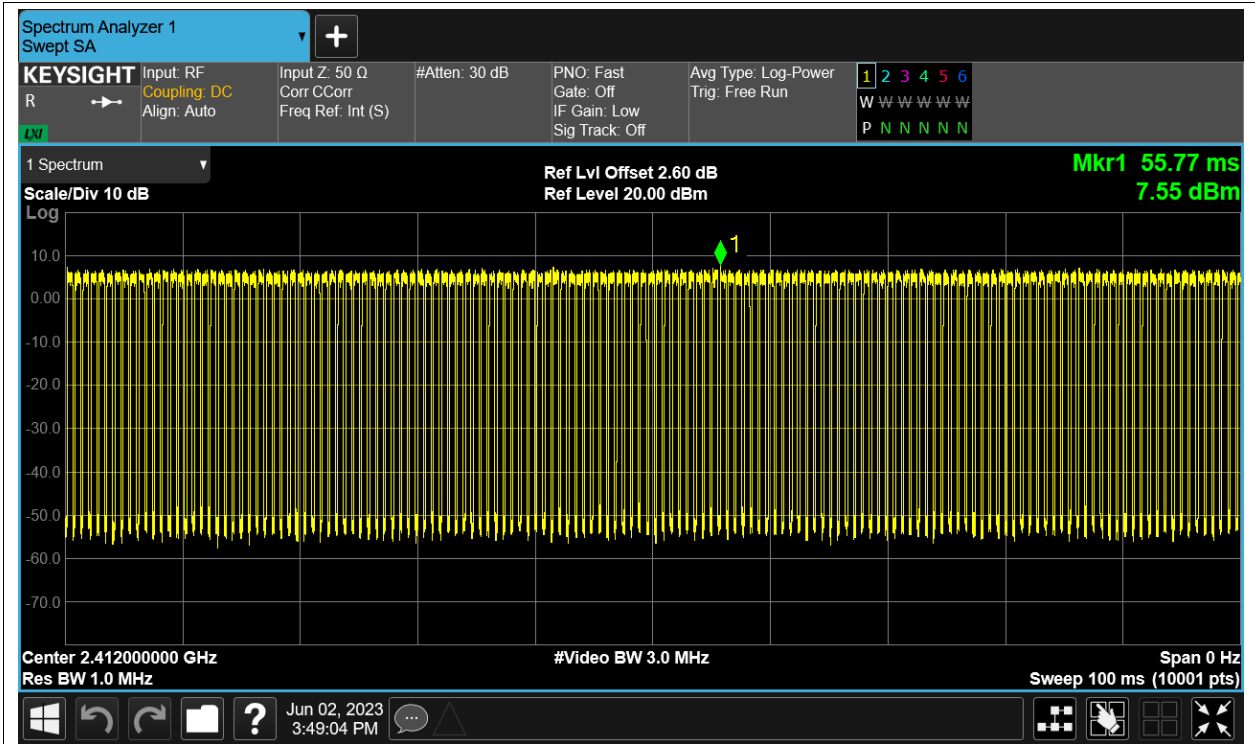 Spectrum Analyzer 1
Swept SA
KEYSIGHT
R
LXI
Input: RF
Coupling: DC
Align: Auto
Input Z: 50 Ω
Corr CCorr
Freq Ref: Int (S)
#Atten: 30 dB
PNO: Fast
Gate: Off
IF Gain: Low
Sig Track: Off
Avg Type: Log-Power
Trig: Free Run
1 2 3 4 5 6
W W W W W W
P N N N N N
1 Spectrum
Scale/Div 10 dB
Log
Ref Lvl Offset 2.60 dB
Ref Level 20.00 dBm
Mkr1 55.77 ms
7.55 dBm
1
10.0
0.00
-10.0
-20.0
-30.0
-40.0
-50.0
-60.0
-70.0
Center 2.412000000 GHz
Res BW 1.0 MHz
#Video BW 3.0 MHz
Span 0 Hz
Sweep 100 ms (10001 pts)
?
Jun 02, 2023
3:49:04 PM